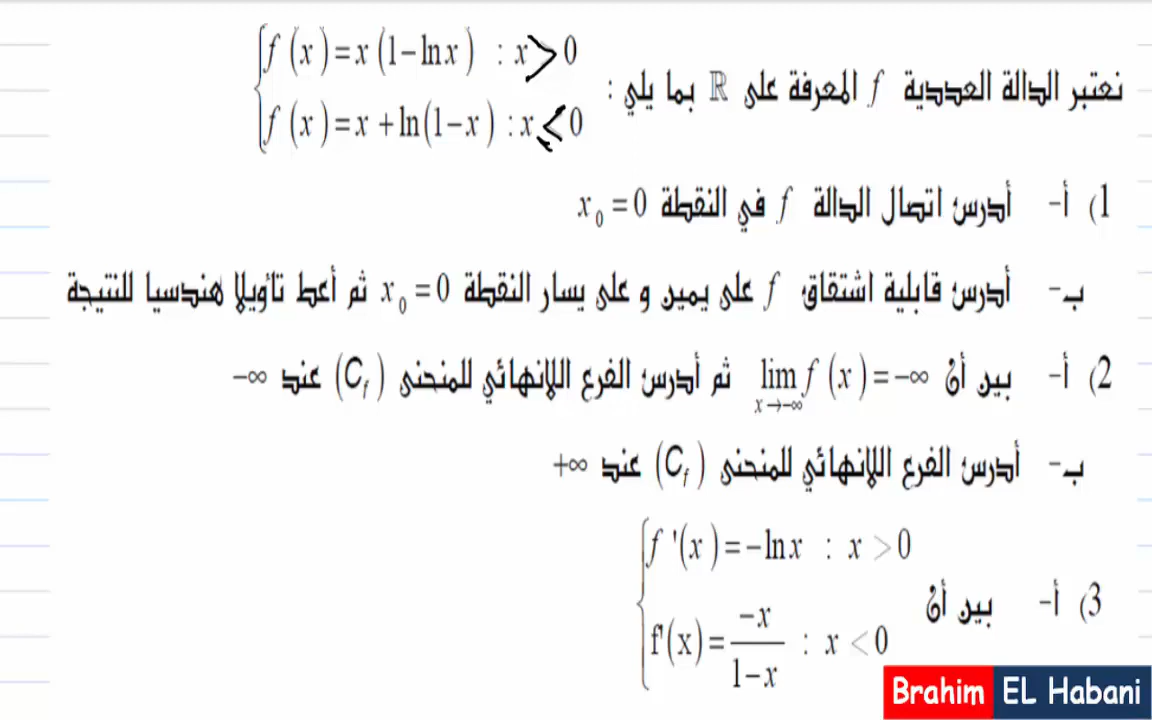 نعتبر الدالة العددية f المعرفة على ℝ بما يلي : { f(x)=x(1−lnx) : x>0
f(x)=x+ln(1−x) : x≤0
1) أ- أدرس اتصال الدالة f في النقطة x₀=0
ب- أدرس قابلية اشتقاق f على يمين و على يسار النقطة x₀=0 ثم أعط تاويلا هندسيا للنتيجة
2) أ- بين أن lim f(x)=−∞ ثم أدرس الفرع اللانهائي للمنحنى (C_f) عند −∞
x→−∞
ب- أدرس الفرع اللانهائي للمنحنى (C_f) عند +∞
3) أ- بين أن { f'(x)=−lnx : x>0
f'(x)=−x/(1−x) : x<0
Brahim EL Habani